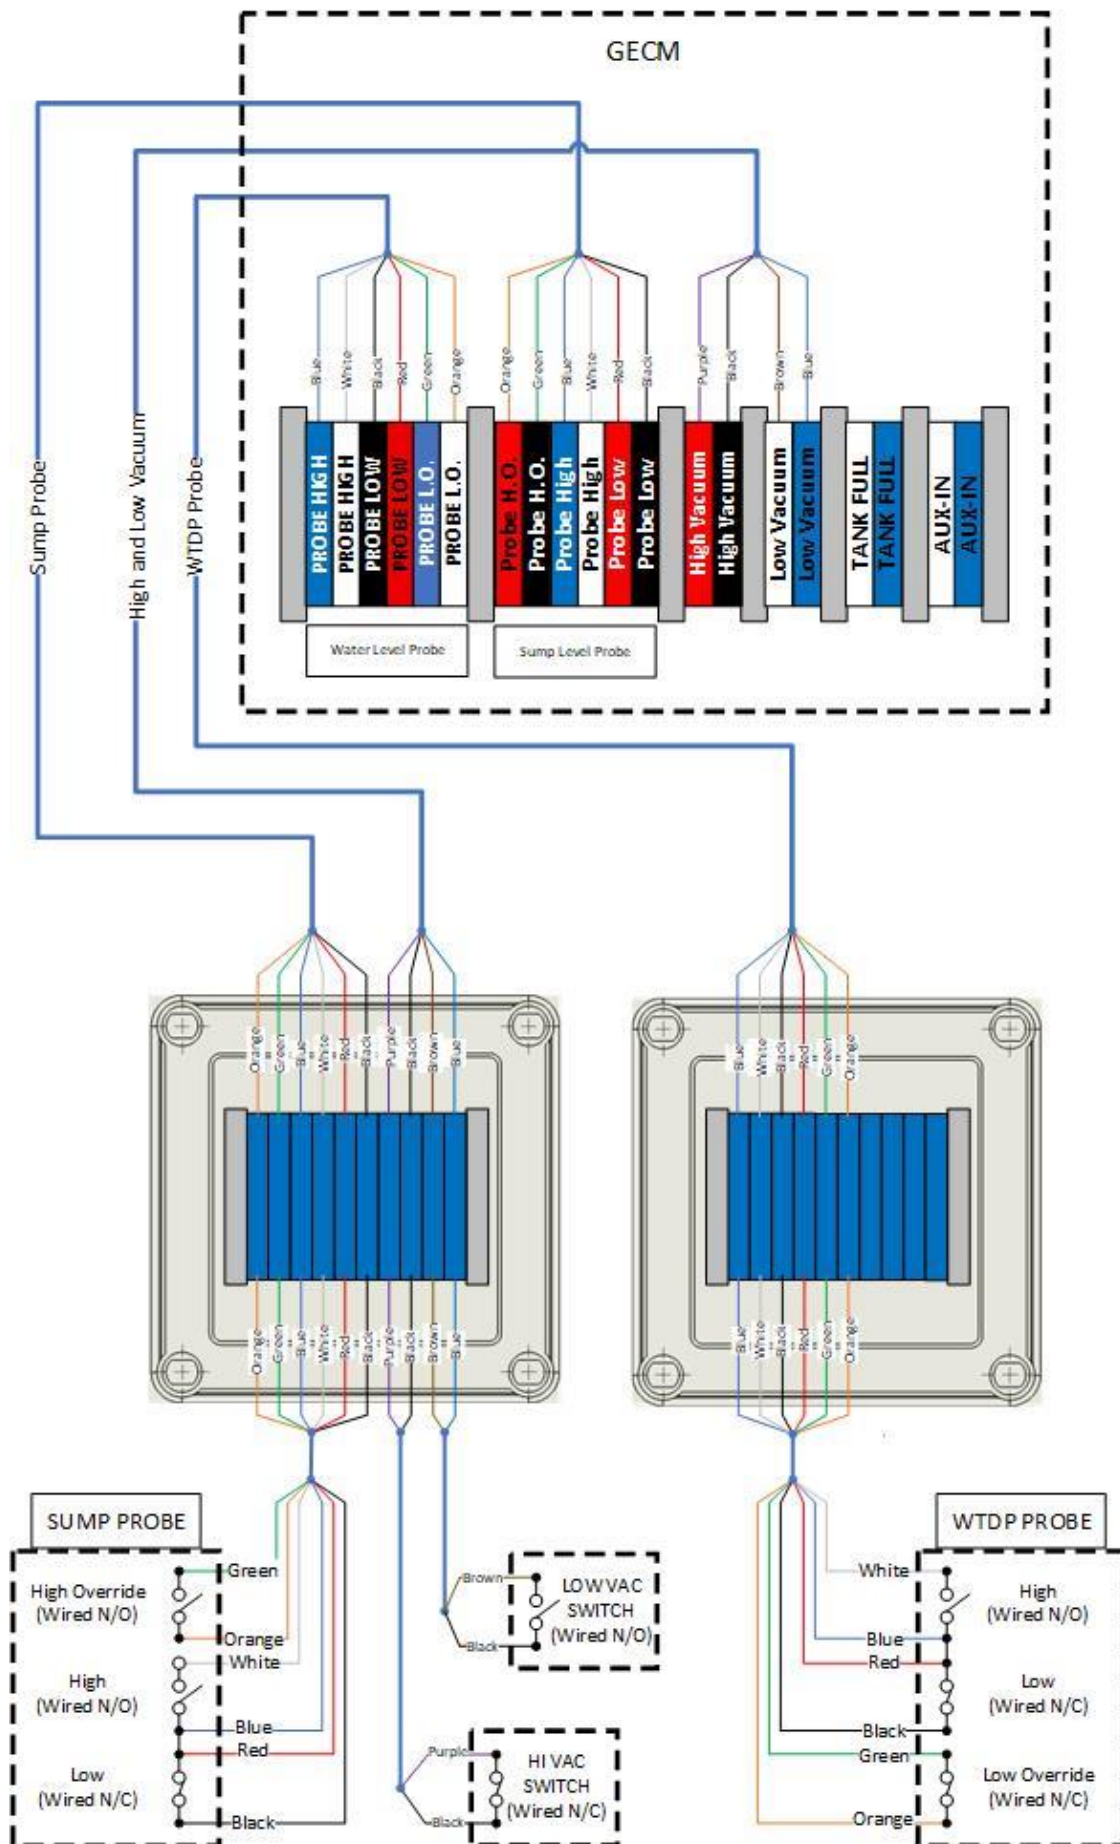 GECM
Sump Probe
High and Low Vacuum
WTDP Probe
Blue
White
Black
Red
Green
Orange
Orange
Green
Blue
White
Red
Black
Purple
Black
Brown
Blue
PROBE HIGH
PROBE HIGH
PROBE LOW
PROBE LOW
PROBE L.O.
PROBE L.O.
Probe H.O.
Probe H.O.
Probe High
Probe High
Probe Low
Probe Low
High Vacuum
High Vacuum
Low Vacuum
Low Vacuum
TANK FULL
TANK FULL
AUX-IN
AUX-IN
Water Level Probe
Sump Level Probe
Orange
Green
Blue
White
Red
Black
Purple
Black
Brown
Blue
Blue
White
Black
Red
Green
Orange
Orange
Green
Blue
White
Red
Black
Purple
Black
Brown
Blue
Blue
White
Black
Red
Green
Orange
SUMP PROBE
High Override
(Wired N/O)
High
(Wired N/O)
Low
(Wired N/C)
Green
Orange
White
Blue
Red
Black
Brown
Black
LOW VAC
SWITCH
(Wired N/O)
Purple
Black
HI VAC
SWITCH
(Wired N/C)
WTDP PROBE
White
Blue
Red
Black
Green
Orange
High
(Wired N/O)
Low
(Wired N/C)
Low Override
(Wired N/C)